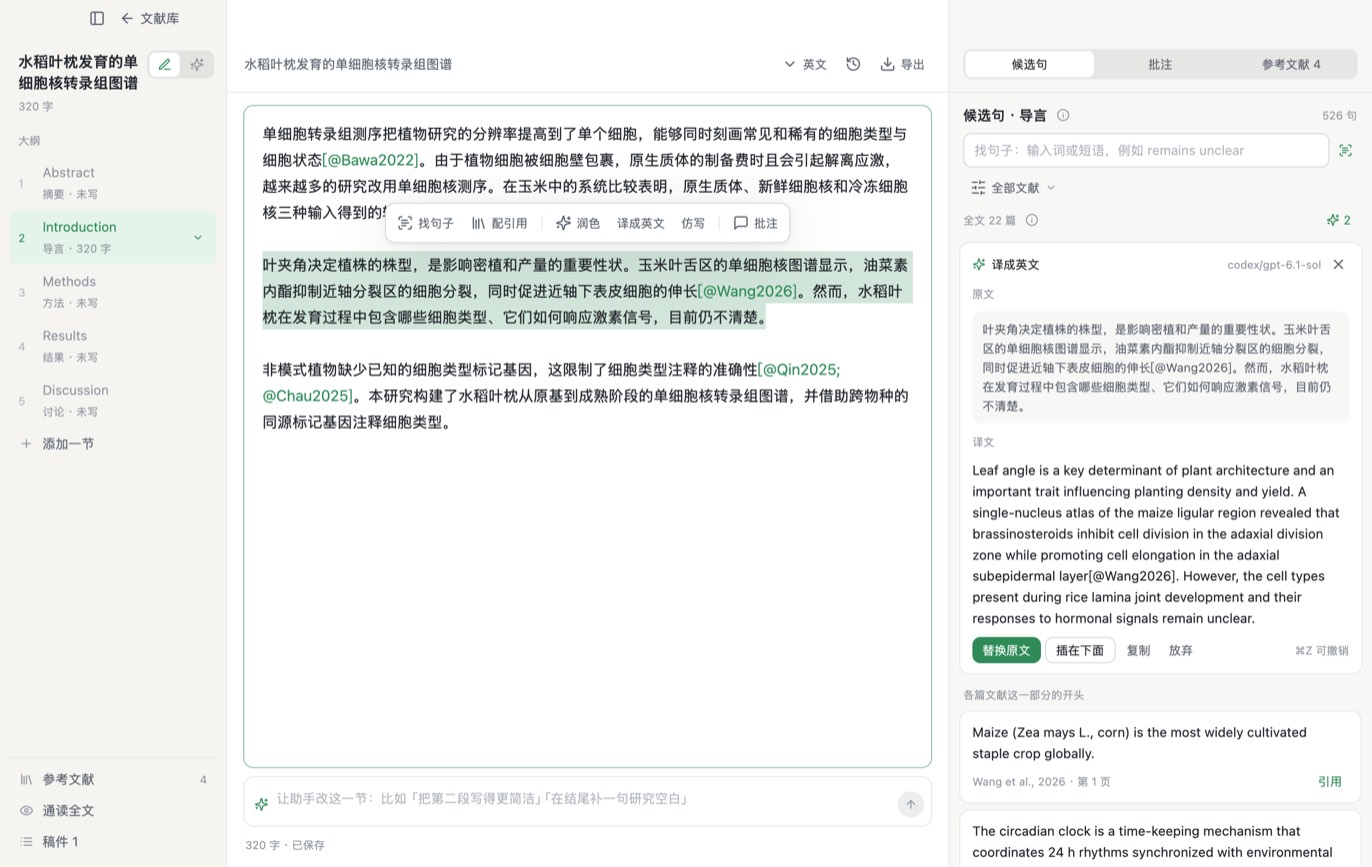 文献库
水稻叶枕发育的单
细胞核转录组图谱
320 字
大纲
1
Abstract
摘要 · 未写
2
Introduction
导言 · 320 字
3
Methods
方法 · 未写
4
Results
结果 · 未写
5
Discussion
讨论 · 未写
添加一节
参考文献 4
通读全文
稿件 1
水稻叶枕发育的单细胞核转录组图谱
英文
导出
单细胞转录组测序把植物研究的分辨率提高到了单个细胞，能够同时刻画常见和稀有的细胞类型与
细胞状态[@Bawa2022]。由于植物细胞被细胞壁包裹，原生质体的制备费时且会引起解离应激，
越来越多的研究改用单细胞核测序。在玉米中的系统比较表明，原生质体、新鲜细胞核和冷冻细胞
核三种输入得到的
找句子 配引用 润色 译成英文 仿写 批注
叶夹角决定植株的株型，是影响密植和产量的重要性状。玉米叶舌区的单细胞核图谱显示，油菜素
内酯抑制近轴分裂区的细胞分裂，同时促进近轴下表皮细胞的伸长[@Wang2026]。然而，水稻叶
枕在发育过程中包含哪些细胞类型、它们如何响应激素信号，目前仍不清楚。
非模式植物缺少已知的细胞类型标记基因，这限制了细胞类型注释的准确性[@Qin2025;
@Chau2025]。本研究构建了水稻叶枕从原基到成熟阶段的单细胞核转录组图谱，并借助跨物种的
同源标记基因注释细胞类型。
让助手改这一节：比如「把第二段写得更简洁」「在结尾补一句研究空白」
320 字 · 已保存
候选句 批注 参考文献 4
候选句 · 导言
526 句
找句子：输入词或短语，例如 remains unclear
全部文献
全文 22 篇
2
译成英文
codex/gpt-6.1-sol
原文
叶夹角决定植株的株型，是影响密植和产量的重要性状。玉米叶舌
区的单细胞核图谱显示，油菜素内酯抑制近轴分裂区的细胞分裂，
同时促进近轴下表皮细胞的伸长[@Wang2026]。然而，水稻叶枕
在发育过程中包含哪些细胞类型、它们如何响应激素信号，目前仍
不清楚。
译文
Leaf angle is a key determinant of plant architecture and an
important trait influencing planting density and yield. A
single-nucleus atlas of the maize ligular region revealed that
brassinosteroids inhibit cell division in the adaxial division
zone while promoting cell elongation in the adaxial
subepidermal layer[@Wang2026]. However, the cell types
present during rice lamina joint development and their
responses to hormonal signals remain unclear.
替换原文 插在下面 复制 放弃
⌘Z 可撤销
各篇文献这一部分的开头
Maize (Zea mays L., corn) is the most widely cultivated
staple crop globally.
Wang et al., 2026 · 第 1 页
引用
The circadian clock is a time-keeping mechanism that
coordinates 24 h rhythms synchronized with environmental